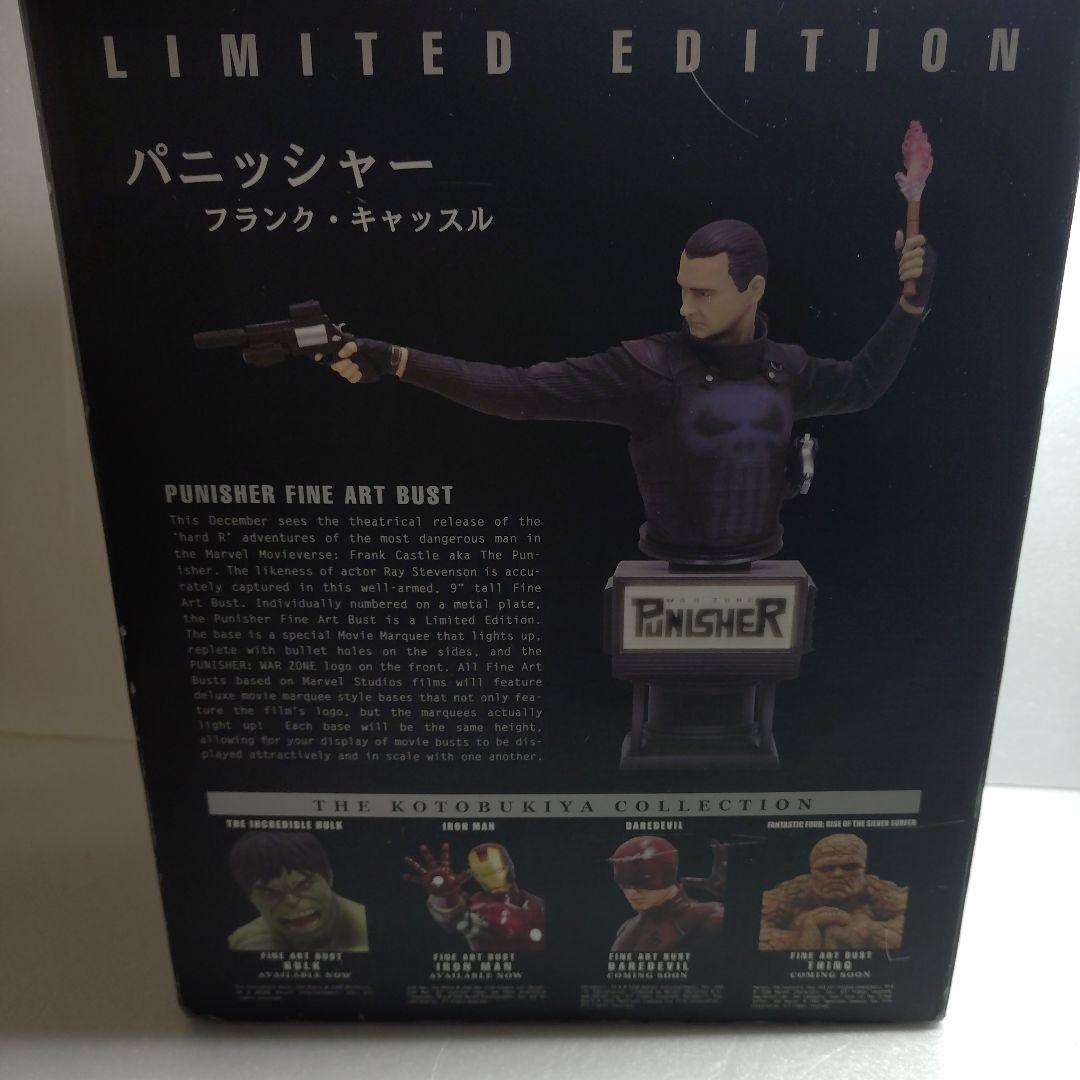 LIMITED EDITION
パニッシャー
フランク・キャッスル
PUNISHER FINE ART BUST
This December sees the theatrical release of the
"hard R" adventures of the most dangerous man in
the Marvel Movieverse: Frank Castle aka The Pun-
isher. The likeness of actor Ray Stevenson is accu-
rately captured in this well-armed, 9" tall Fine
Art Bust. Individually numbered on a metal plate,
the Punisher Fine Art Bust is a Limited Edition.
The base is a special Movie Marquee that lights up,
replete with bullet holes on the sides, and the
PUNISHER: WAR ZONE logo on the front. All Fine Art
Busts based on Marvel Studios films will feature
deluxe movie marquee style bases that not only fea-
ture the film's logo, but the marquees actually
light up! Each base will be the same height,
allowing for your display of movie busts to be dis-
played attractively and in scale with one another.
WAR ZONE
PUNISHER
THE KOTOBUKIYA COLLECTION
THE INCREDIBLE HULK
IRON MAN
DAREDEVIL
FANTASTIC FOUR: RISE OF THE SILVER SURFER
FINE ART BUST
HULK
AVAILABLE NOW
FINE ART BUST
IRON MAN
AVAILABLE NOW
FINE ART BUST
DAREDEVIL
COMING SOON
FINE ART BUST
THING
COMING SOON